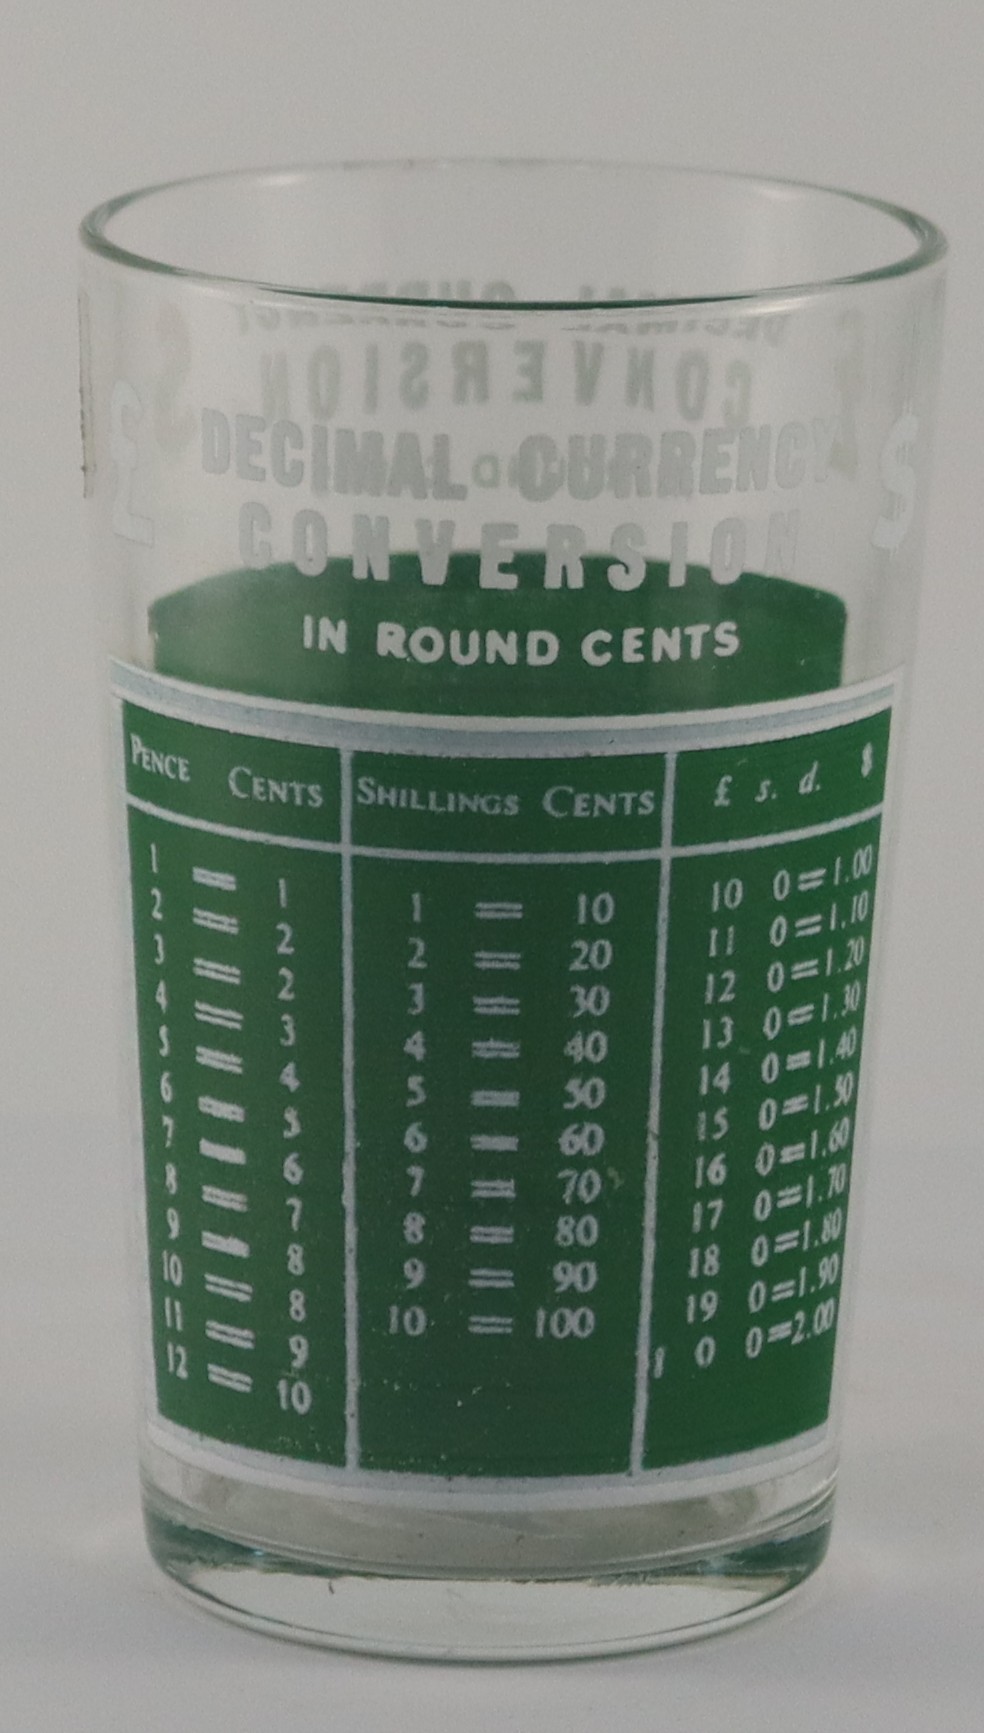 £ DECIMAL CURRENCY $
CONVERSION
IN ROUND CENTS
PENCE CENTS SHILLINGS CENTS £ s. d. $
1 = 1 1 = 10 10 0 = 1.00
2 = 2 2 = 20 11 0 = 1.10
3 = 2 3 = 30 12 0 = 1.20
4 = 3 4 = 40 13 0 = 1.30
5 = 4 5 = 50 14 0 = 1.40
6 = 5 6 = 60 15 0 = 1.50
7 = 6 7 = 70 16 0 = 1.60
8 = 7 8 = 80 17 0 = 1.70
9 = 8 9 = 90 18 0 = 1.80
10 = 8 10 = 100 19 0 = 1.90
11 = 9 1 0 0 = 2.00
12 = 10